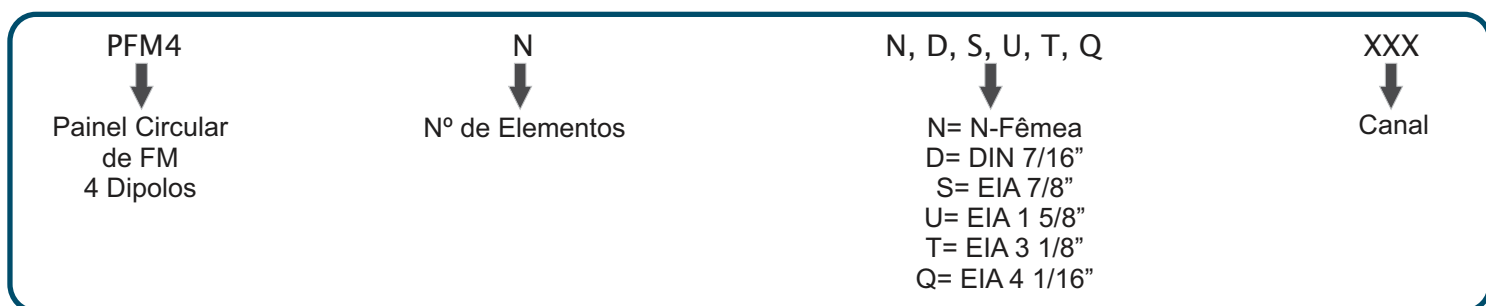 PFM4
Painel Circular
de FM
4 Dipolos
N
Nº de Elementos
N, D, S, U, T, Q
N= N-Fêmea
D= DIN 7/16”
S= EIA 7/8”
U= EIA 1 5/8”
T= EIA 3 1/8”
Q= EIA 4 1/16”
XXX
Canal